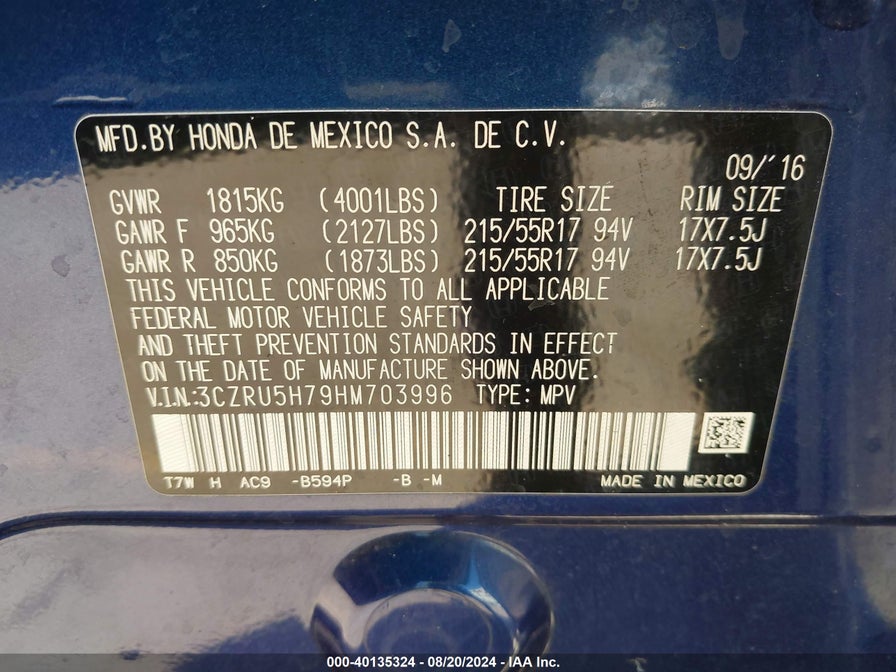 MFD.BY HONDA DE MEXICO S.A. DE C.V.
09/'16
GVWR 1815KG (4001LBS) TIRE SIZE RIM SIZE
GAWR F 965KG (2127LBS) 215/55R17 94V 17X7.5J
GAWR R 850KG (1873LBS) 215/55R17 94V 17X7.5J
THIS VEHICLE CONFORMS TO ALL APPLICABLE
FEDERAL MOTOR VEHICLE SAFETY
AND THEFT PREVENTION STANDARDS IN EFFECT
ON THE DATE OF MANUFACTURE SHOWN ABOVE.
V.I.N.:3CZRU5H79HM703996 TYPE: MPV
T7W H AC9 -B594P -B -M MADE IN MEXICO
000-40135324 - 08/20/2024 - IAA Inc.